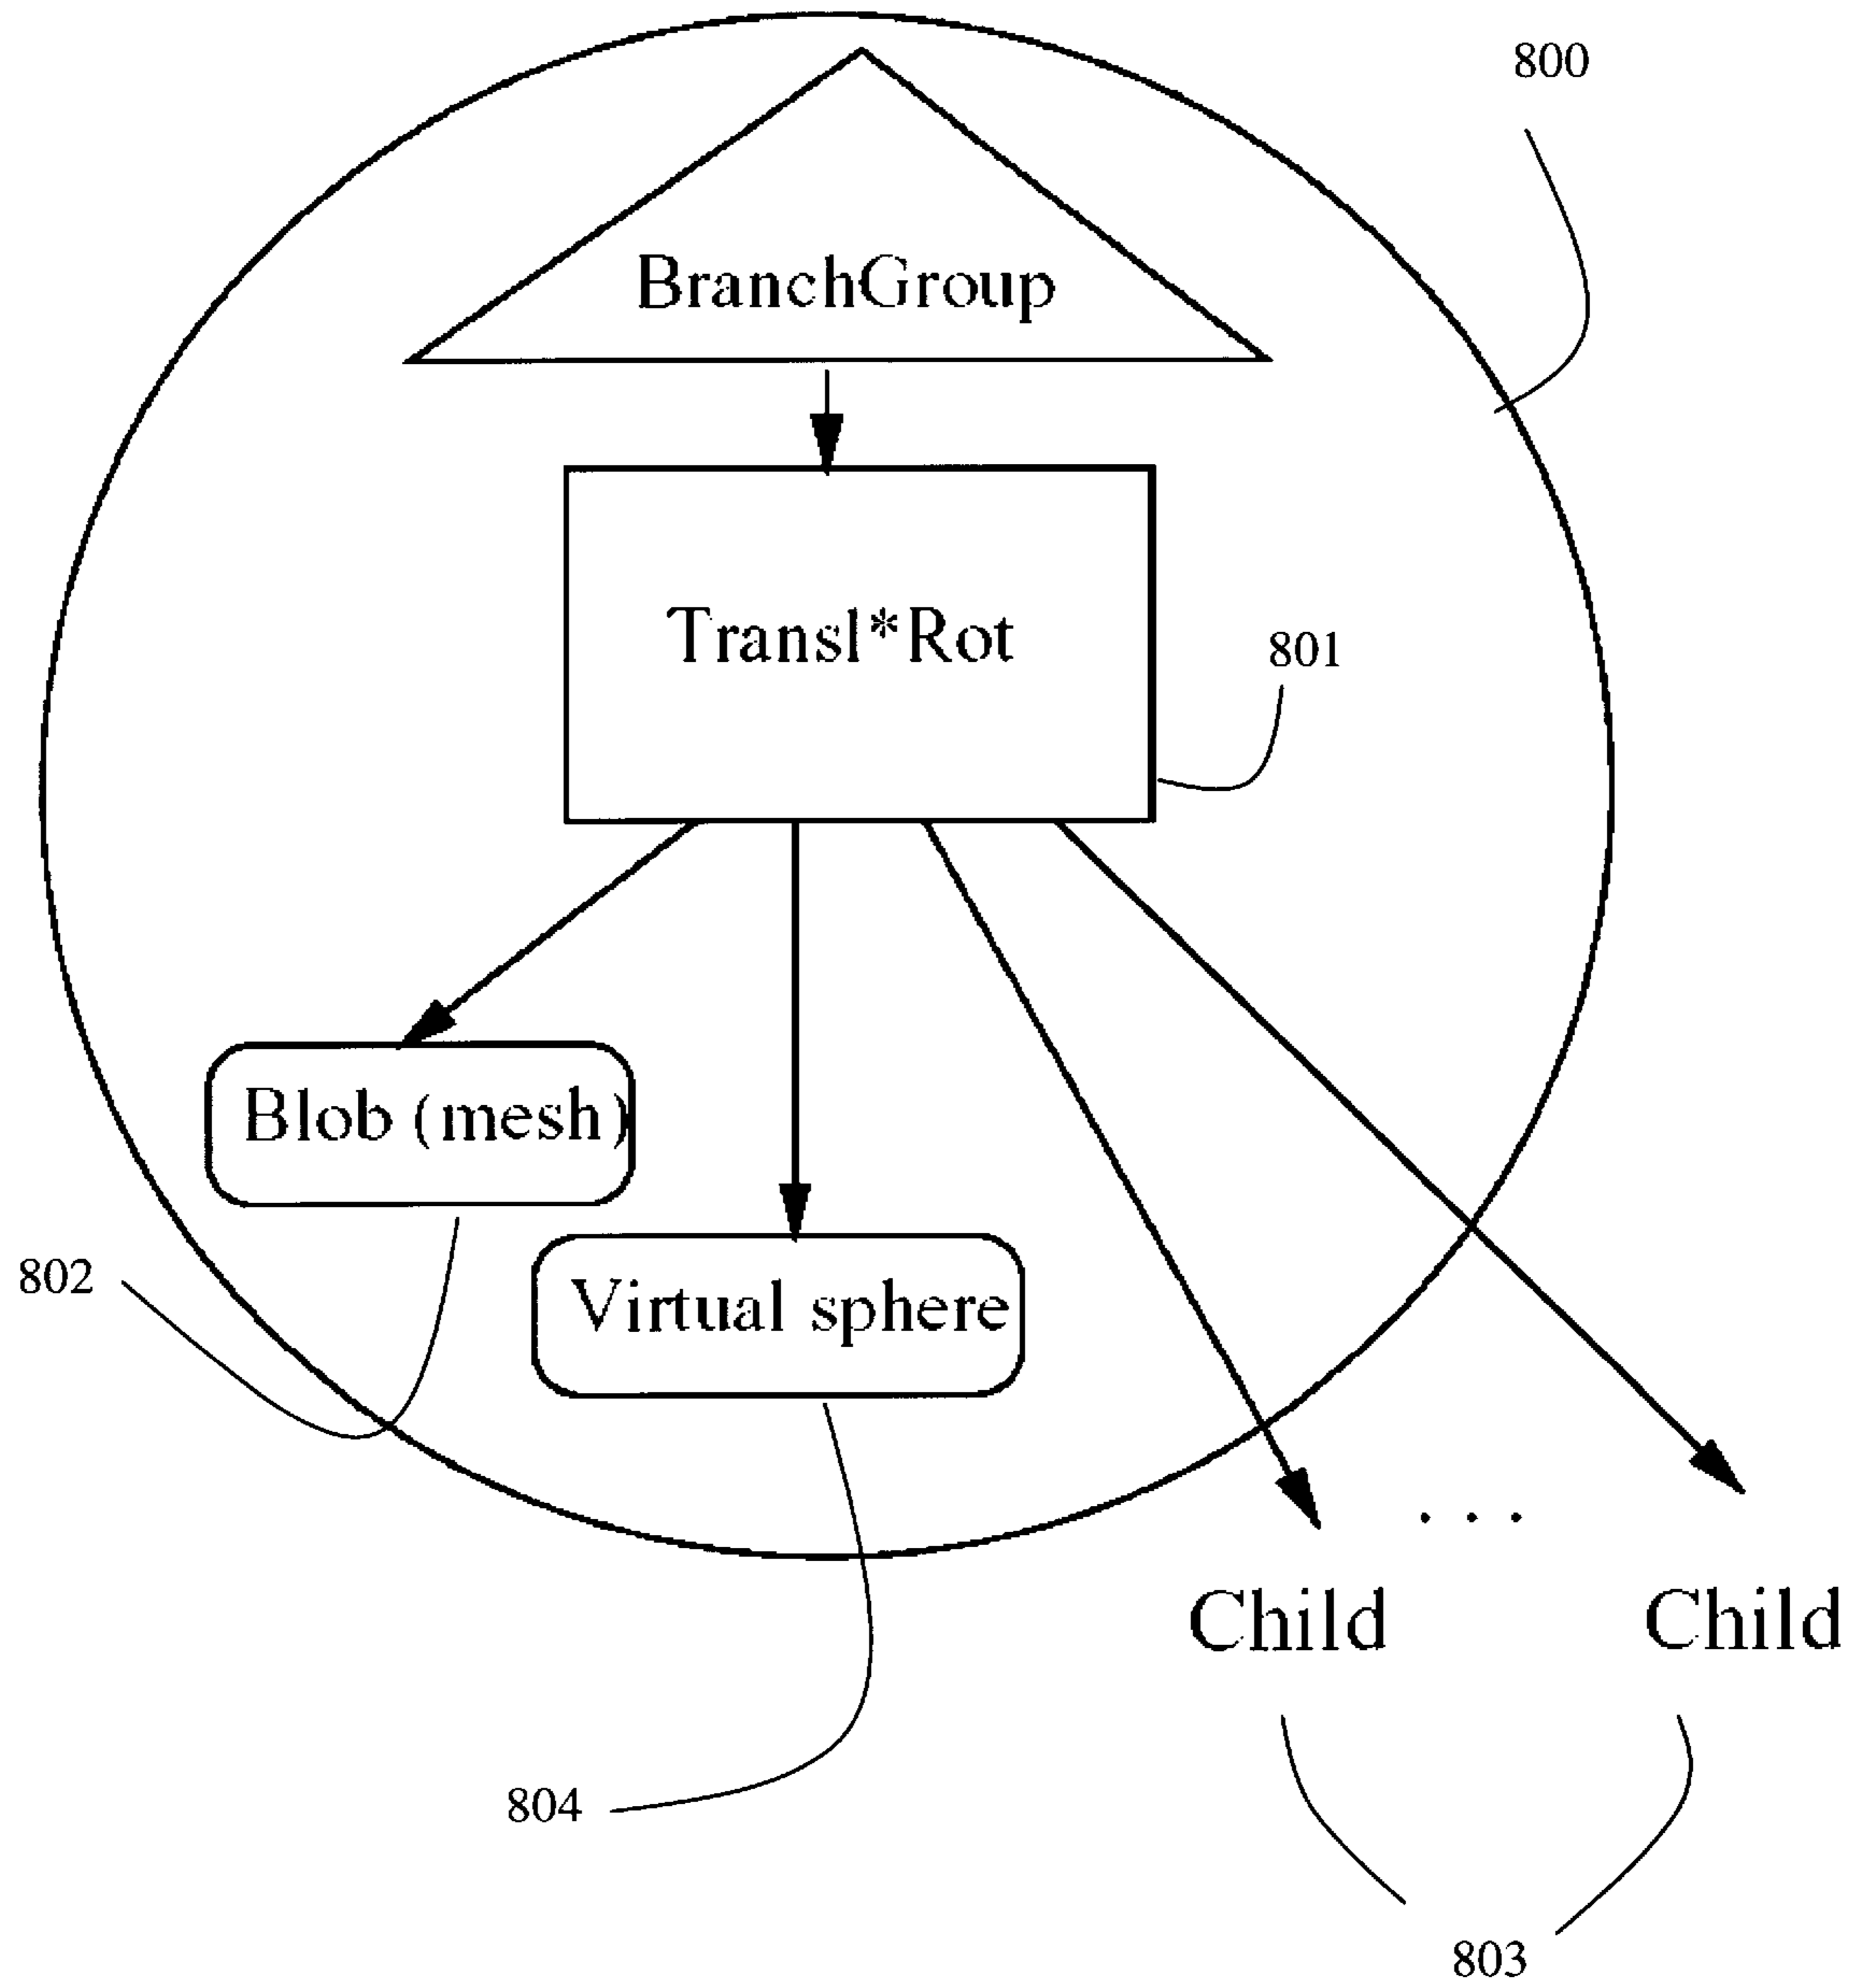 800
BranchGroup
Transl*Rot
801
Blob (mesh)
802
Virtual sphere
. . .
Child
Child
804
803